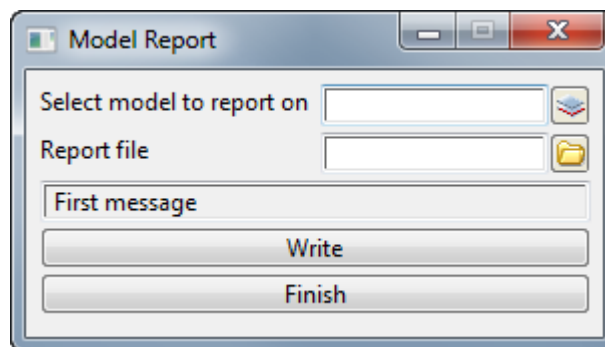 Model Report
Select model to report on
Report file
First message
Write
Finish